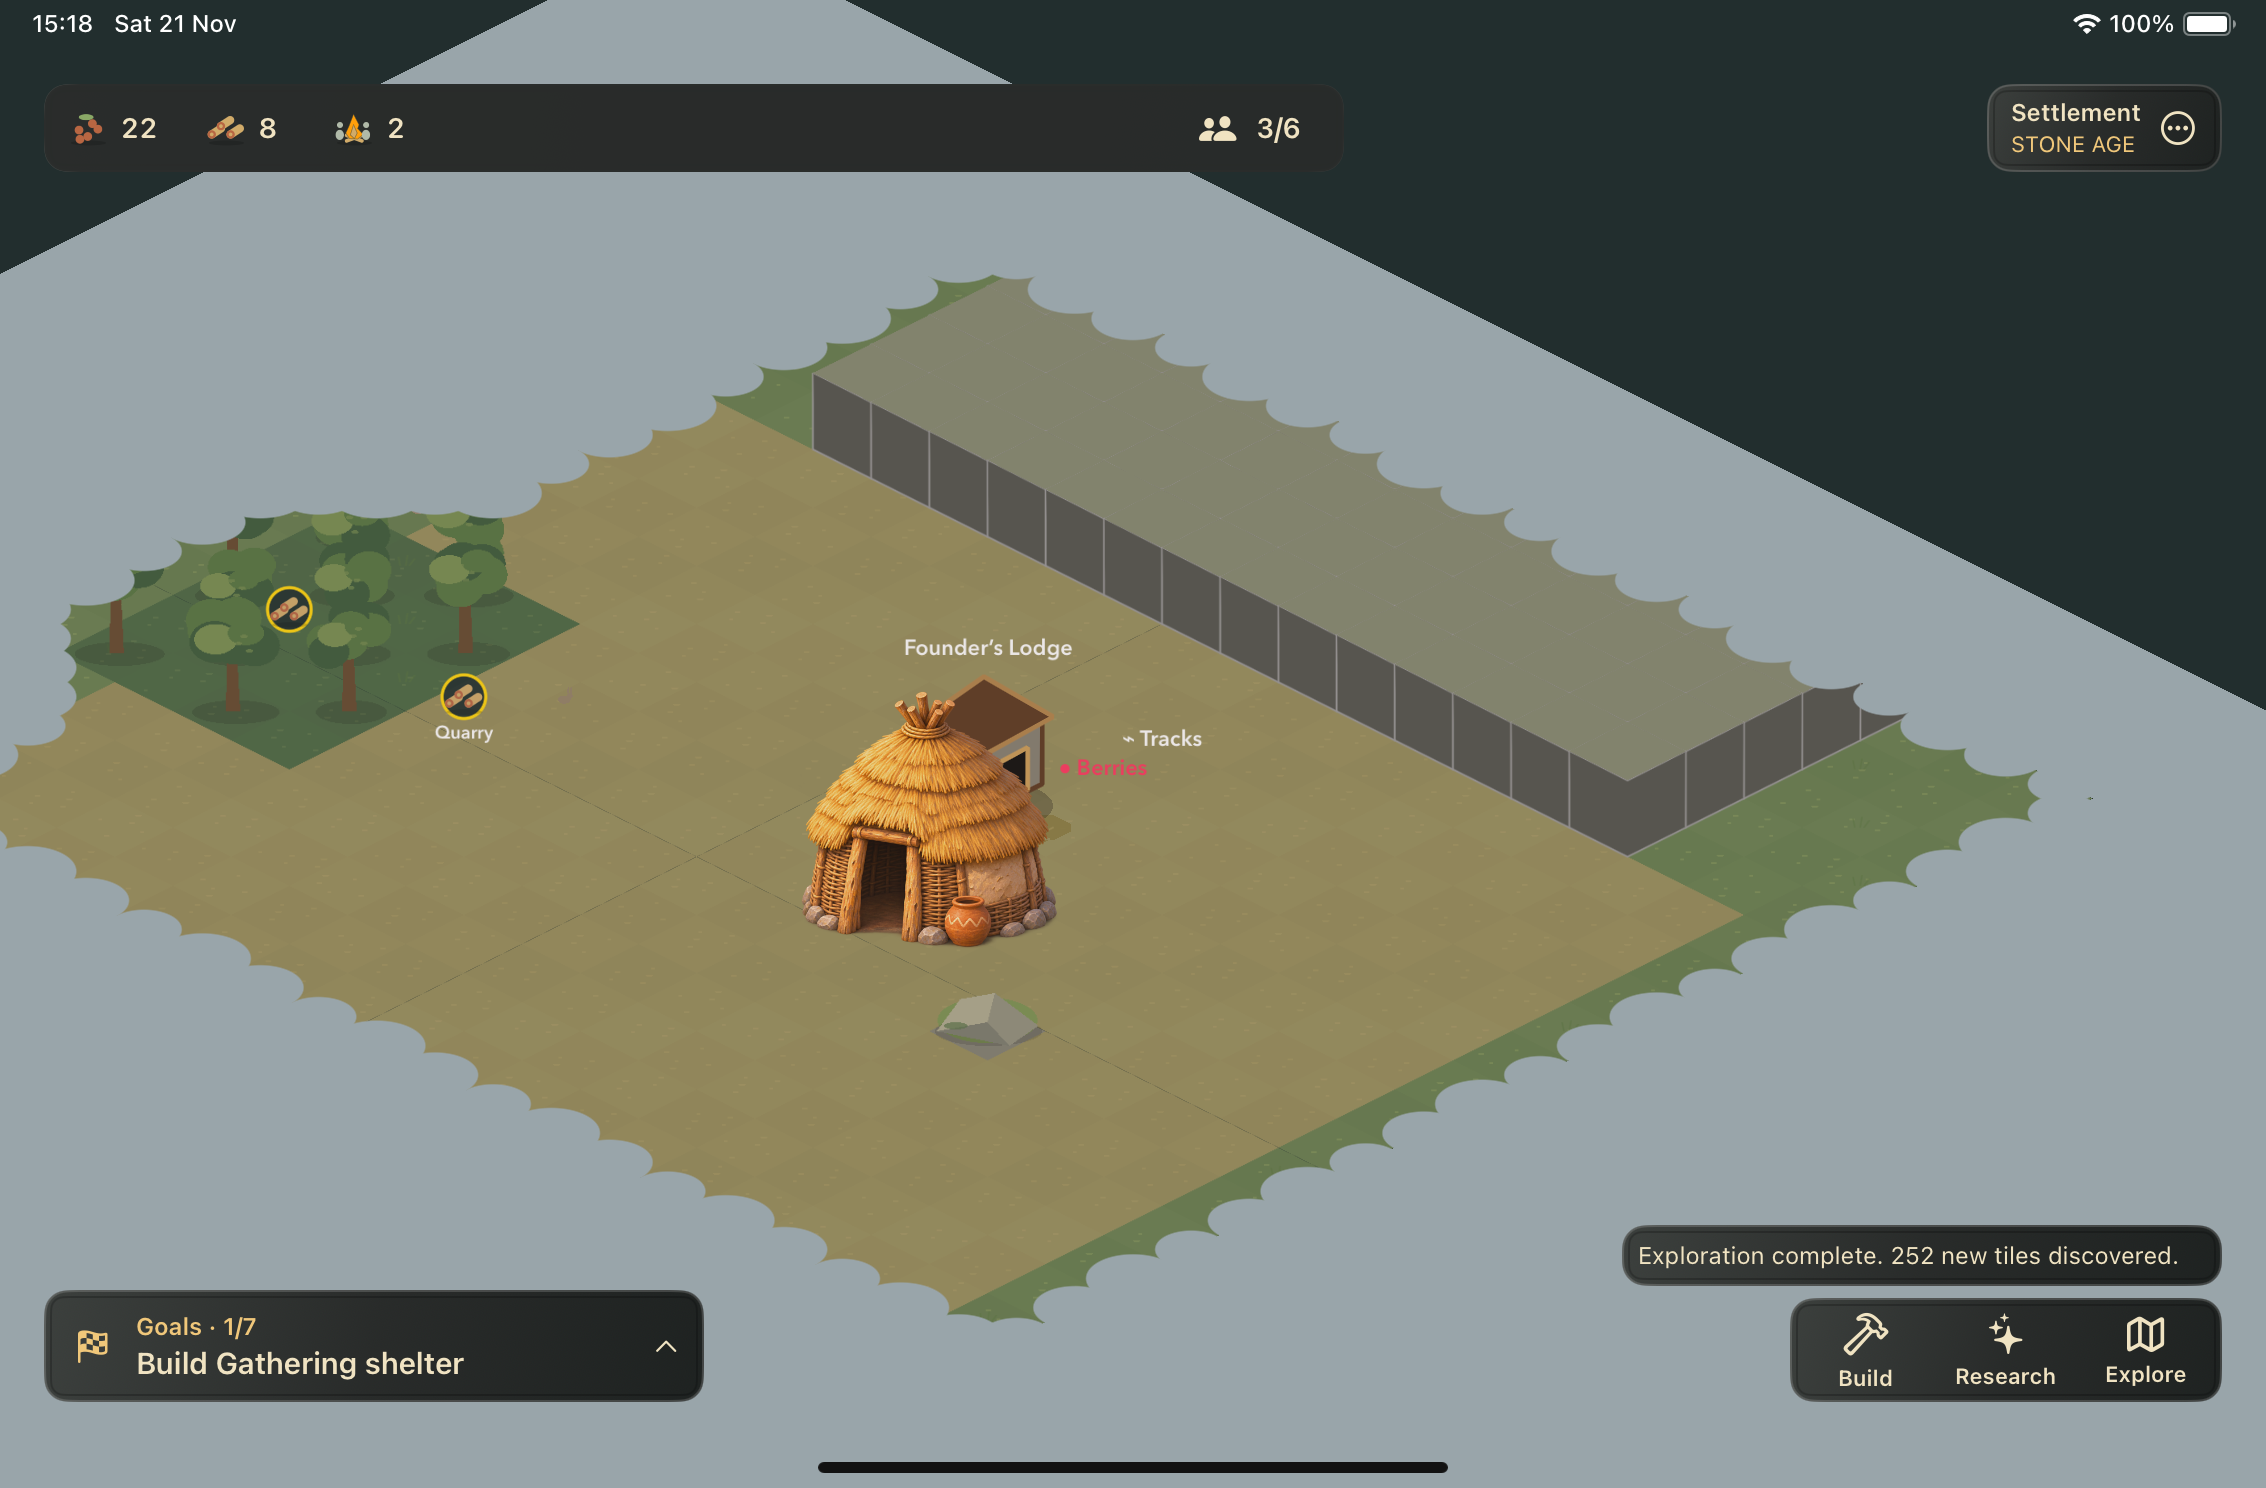 15:18 Sat 21 Nov
100%
22 8 2 3/6
Settlement
STONE AGE
Founder’s Lodge
Quarry
Tracks
Berries
Exploration complete. 252 new tiles discovered.
Goals · 1/7
Build Gathering shelter
Build Research Explore